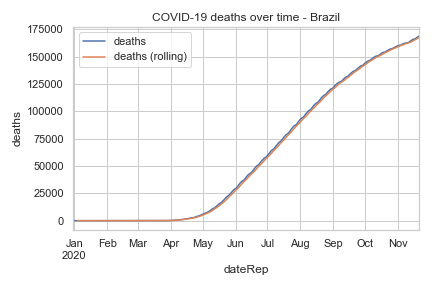 COVID-19 deaths over time - Brazil
deaths
deaths (rolling)
175000
150000
125000
100000
75000
50000
25000
0
deaths
Jan Feb Mar Apr May Jun Jul Aug Sep Oct Nov
2020
dateRep